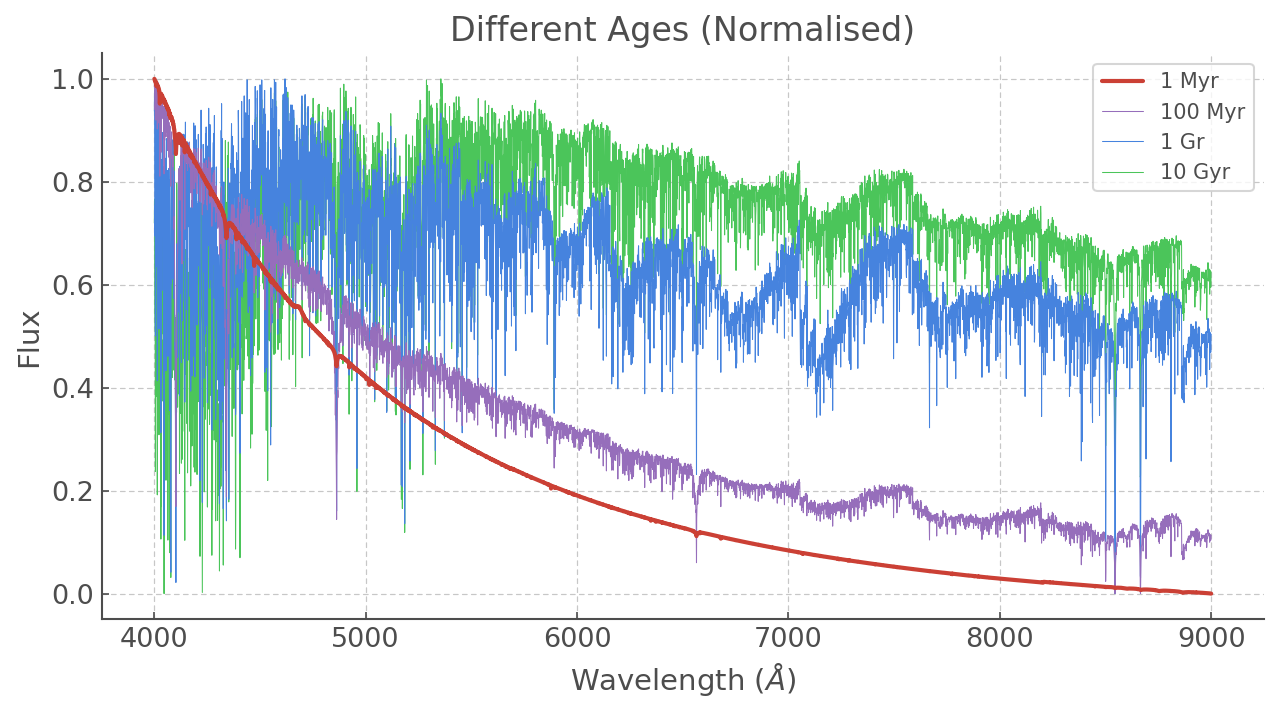 Different Ages (Normalised)
1 Myr
100 Myr
1 Gr
10 Gyr
Flux
1.0
0.8
0.6
0.4
0.2
0.0
4000 5000 6000 7000 8000 9000
Wavelength (Å)